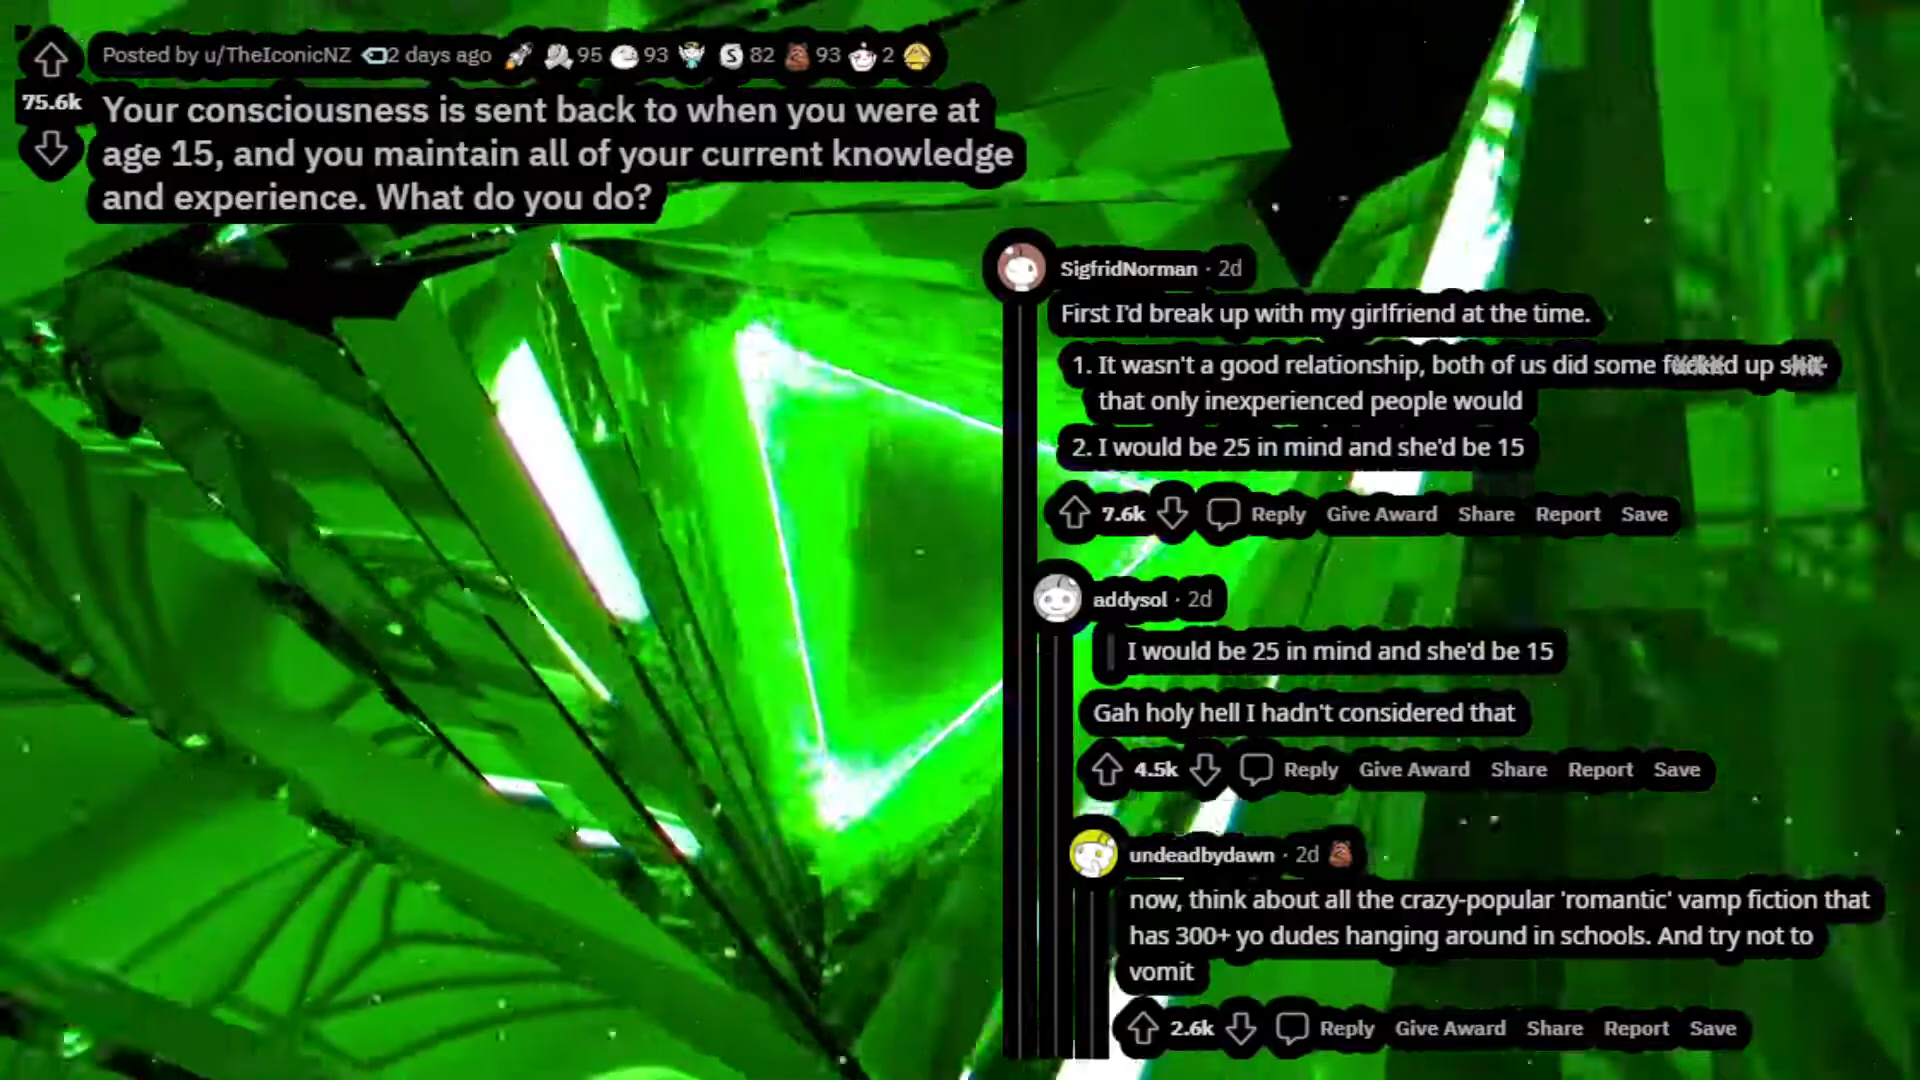 Posted by u/TheIconicNZ 2 days ago 95 93 82 93 2
75.6k
Your consciousness is sent back to when you were at
age 15, and you maintain all of your current knowledge
and experience. What do you do?
SigfridNorman · 2d
First I'd break up with my girlfriend at the time.
1. It wasn't a good relationship, both of us did some fucked up shit
that only inexperienced people would
2. I would be 25 in mind and she'd be 15
7.6k Reply Give Award Share Report Save
addysol · 2d
I would be 25 in mind and she'd be 15
Gah holy hell I hadn't considered that
4.5k Reply Give Award Share Report Save
undeadbydawn · 2d
now, think about all the crazy-popular 'romantic' vamp fiction that
has 300+ yo dudes hanging around in schools. And try not to
vomit
2.6k Reply Give Award Share Report Save